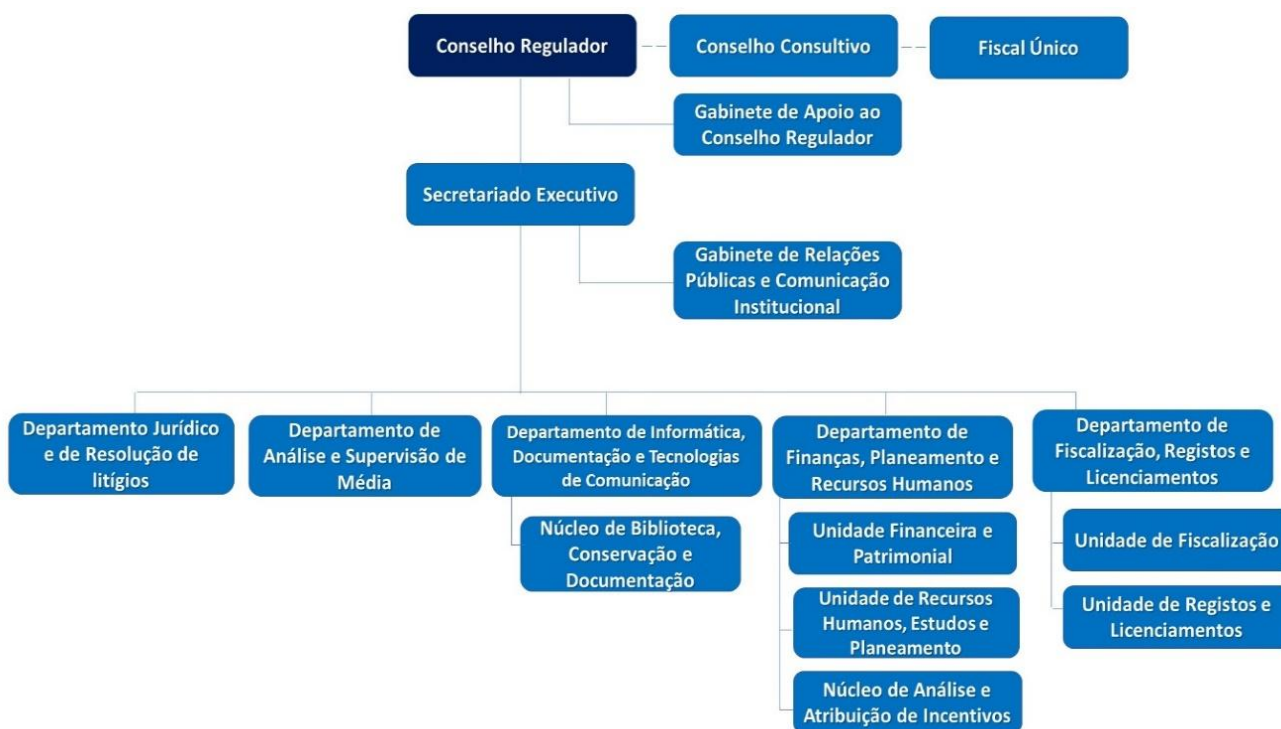 Conselho Regulador
Conselho Consultivo
Fiscal Único
Gabinete de Apoio ao
Conselho Regulador
Secretariado Executivo
Gabinete de Relações
Públicas e Comunicação
Institucional
Departamento Jurídico
e de Resolução de
litígios
Departamento de
Análise e Supervisão de
Média
Departamento de Informática,
Documentação e Tecnologias
de Comunicação
Núcleo de Biblioteca,
Conservação e
Documentação
Departamento de
Finanças, Planeamento e
Recursos Humanos
Unidade Financeira e
Patrimonial
Unidade de Recursos
Humanos, Estudos e
Planeamento
Núcleo de Análise e
Atribuição de Incentivos
Departamento de
Fiscalização, Registos e
Licenciamentos
Unidade de Fiscalização
Unidade de Registos e
Licenciamentos